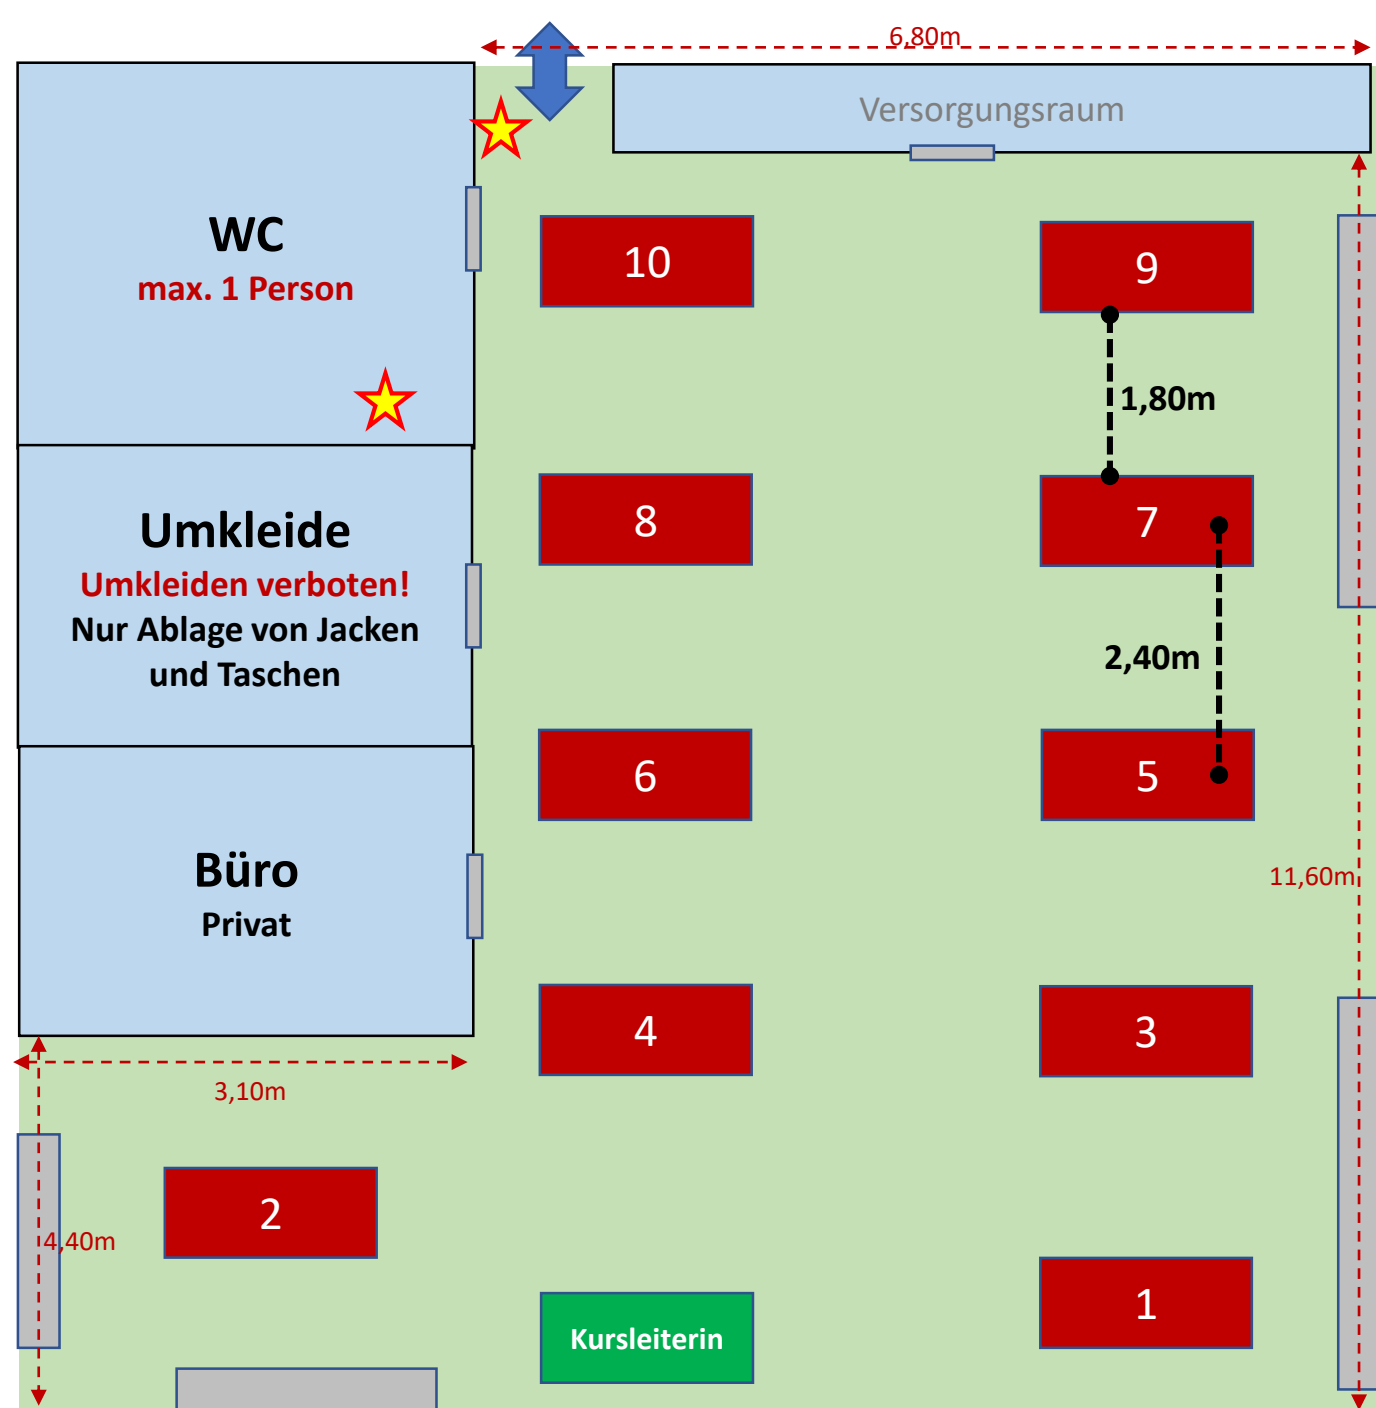 6,80m
Versorgungsraum
WC
max. 1 Person
10
9
1,80m
Umkleide
Umkleiden verboten!
Nur Ablage von Jacken
und Taschen
8
7
2,40m
6
5
Büro
Privat
11,60m
4
3
3,10m
2
4,40m
1
Kursleiterin